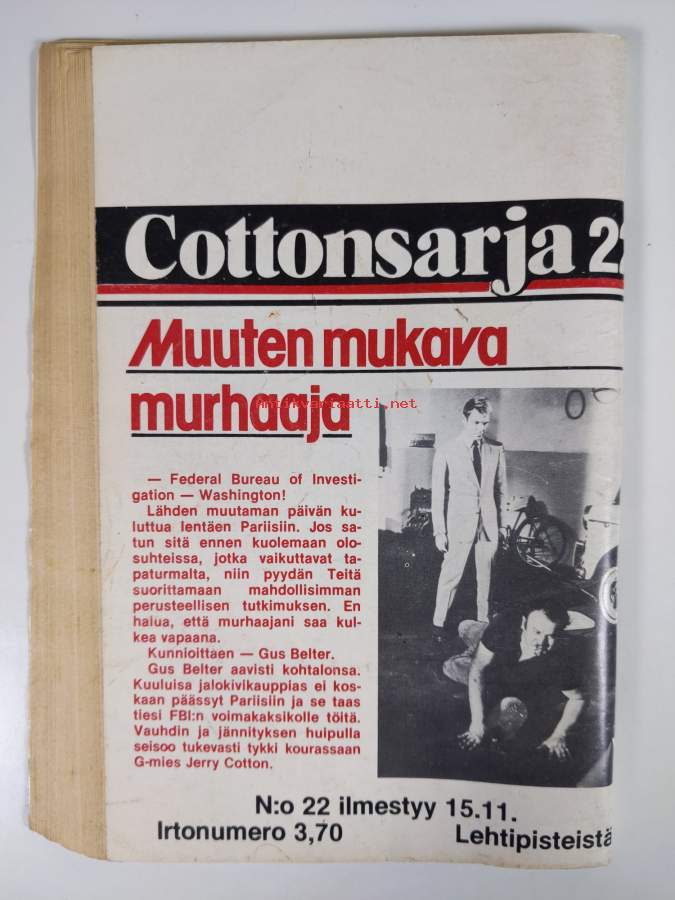 Cottonsarja 22
Muuten mukava
murhaaja
Antikvariaatti.net
— Federal Bureau of Investi-
gation — Washington!
Lähden muutaman päivän ku-
luttua lentäen Pariisiin. Jos sa-
tun sitä ennen kuolemaan olo-
suhteissa, jotka vaikuttavat ta-
paturmalta, niin pyydän Teitä
suorittamaan mahdollisimman
perusteellisen tutkimuksen. En
halua, että murhaajani saa kul-
kea vapaana.
Kunnioittaen — Gus Belter.
Gus Belter aavisti kohtalonsa.
Kuuluisa jalokivikauppias ei kos-
kaan päässyt Pariisiin ja se taas
tiesi FBI:n voimakaksikolle töitä.
Vauhdin ja jännityksen huipulla
seisoo tukevasti tykki kourassaan
G-mies Jerry Cotton.
N:o 22 ilmestyy 15.11.
Irtonumero 3,70 Lehtipisteistä